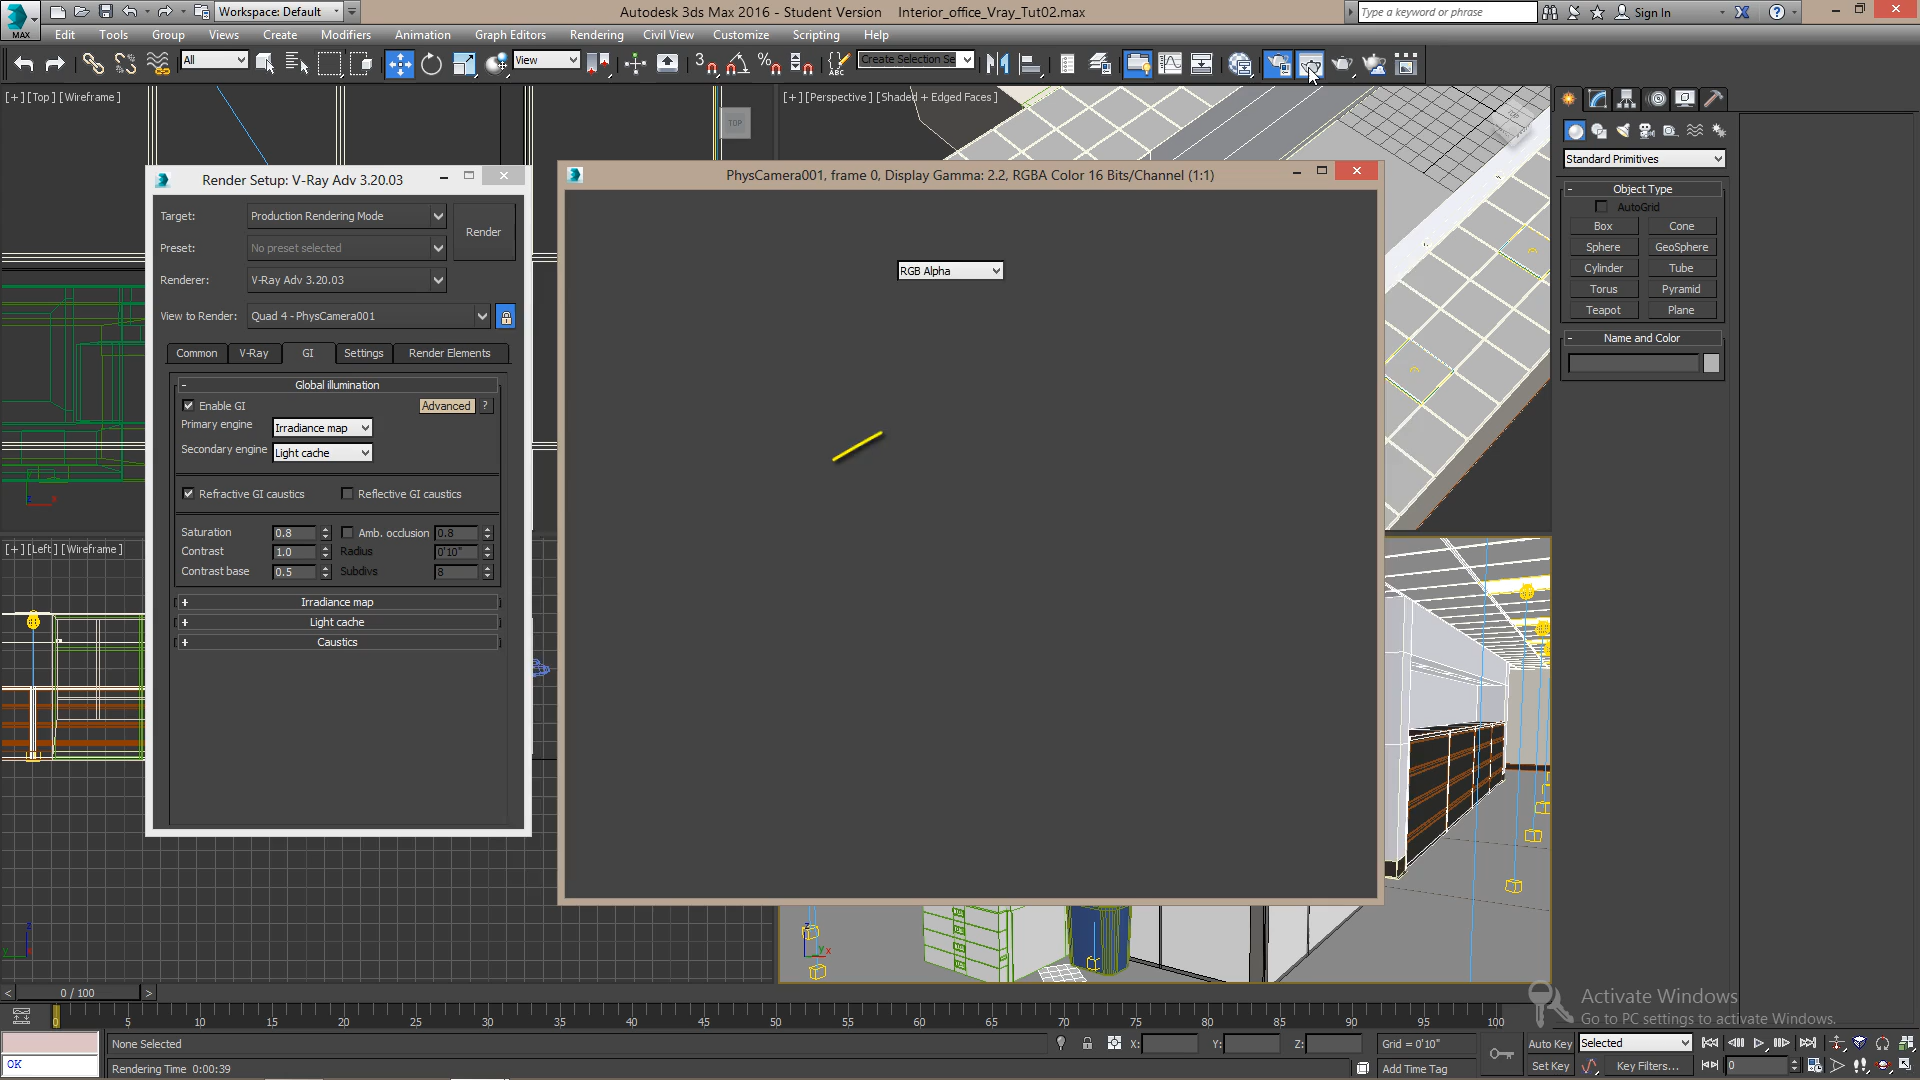 Workspace: Default
Autodesk 3ds Max 2016 - Student Version Interior_office_Vray_Tut02.max
Type a keyword or phrase
Sign In
MAX
Edit Tools Group Views Create Modifiers Animation Graph Editors Rendering Civil View Customize Scripting Help
All
View
ABC
Create Selection Se
[+] [Top] [Wireframe]
TOP
[+] [Perspective] [Shaded + Edged Faces]
Render Setup: V-Ray Adv 3.20.03
Target: Production Rendering Mode
Render
Preset: No preset selected
Renderer: V-Ray Adv 3.20.03
View to Render: Quad 4 - PhysCamera001
Common V-Ray GI Settings Render Elements
- Global illumination
Enable GI Advanced ?
Primary engine Irradiance map
Secondary engine Light cache
Refractive GI caustics Reflective GI caustics
Saturation 0.8 Amb. occlusion 0.8
Contrast 1.0 Radius 0'10"
Contrast base 0.5 Subdivs 8
+ Irradiance map
+ Light cache
+ Caustics
PhysCamera001, frame 0, Display Gamma: 2.2, RGBA Color 16 Bits/Channel (1:1)
RGB Alpha
Standard Primitives
- Object Type
AutoGrid
Box Cone
Sphere GeoSphere
Cylinder Tube
Torus Pyramid
Teapot Plane
- Name and Color
[+] [Left] [Wireframe]
< 0 / 100 >
0 5 10 15 20 25 30 35 40 45 50 55 60 65 70 75 80 85 90 95 100
Activate Windows
Go to PC settings to activate Windows.
None Selected
X: Y: Z: Grid = 0'10"
Auto Key Selected
OK
Rendering Time 0:00:39
Add Time Tag
Set Key Key Filters... 0